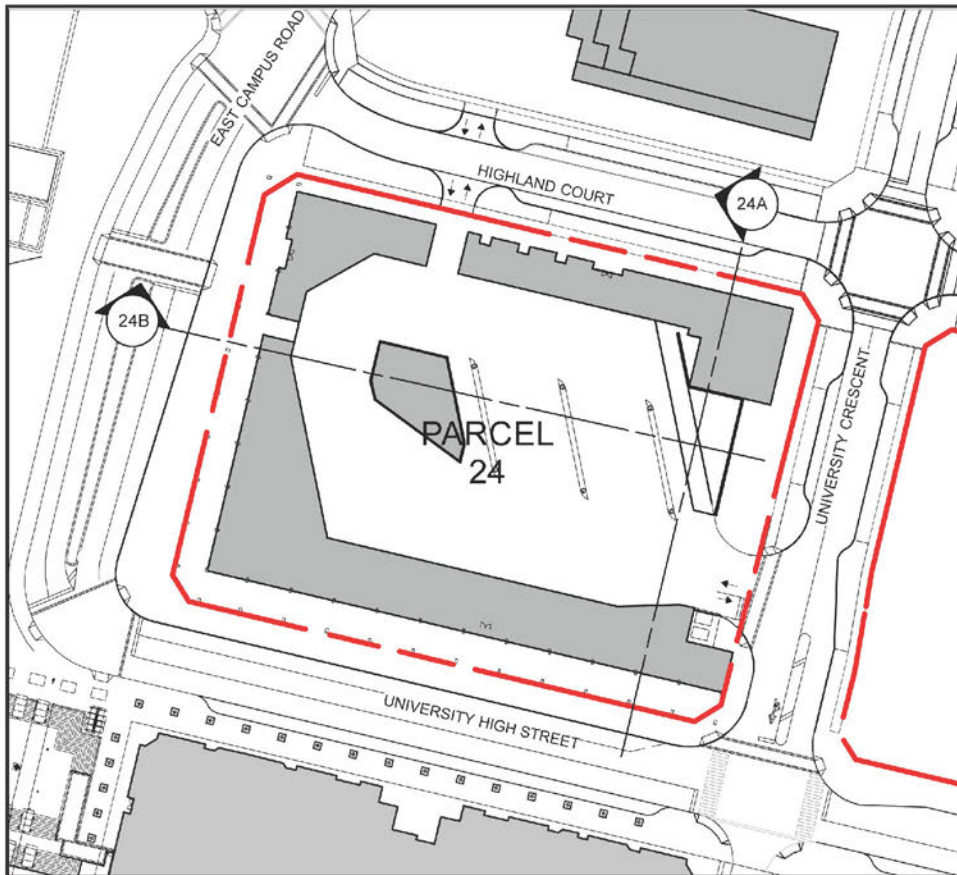 EAST CAMPUS ROAD
HIGHLAND COURT
24A
24B
UNIVERSITY CRESCENT
PARCEL
24
UNIVERSITY HIGH STREET